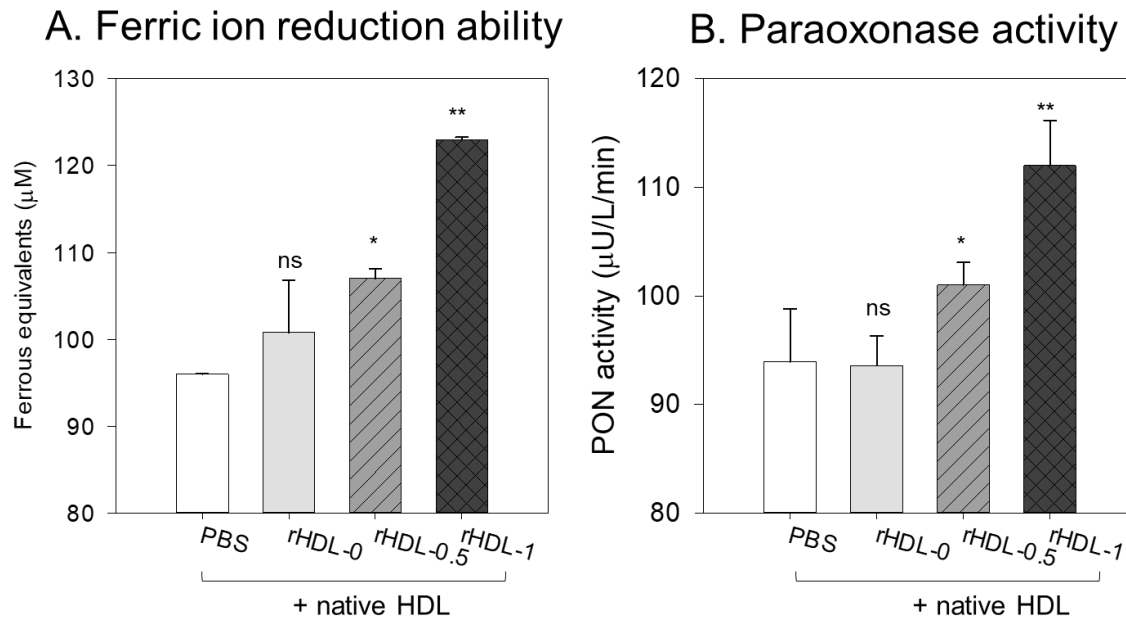 A. Ferric ion reduction ability
Ferrous equivalents (μM)
130
120
110
100
90
80
ns
*
**
PBS
rHDL-0
rHDL-0.5
rHDL-1
+ native HDL
B. Paraoxonase activity
PON activity (μU/L/min)
120
110
100
90
80
ns
*
**
PBS
rHDL-0
rHDL-0.5
rHDL-1
+ native HDL